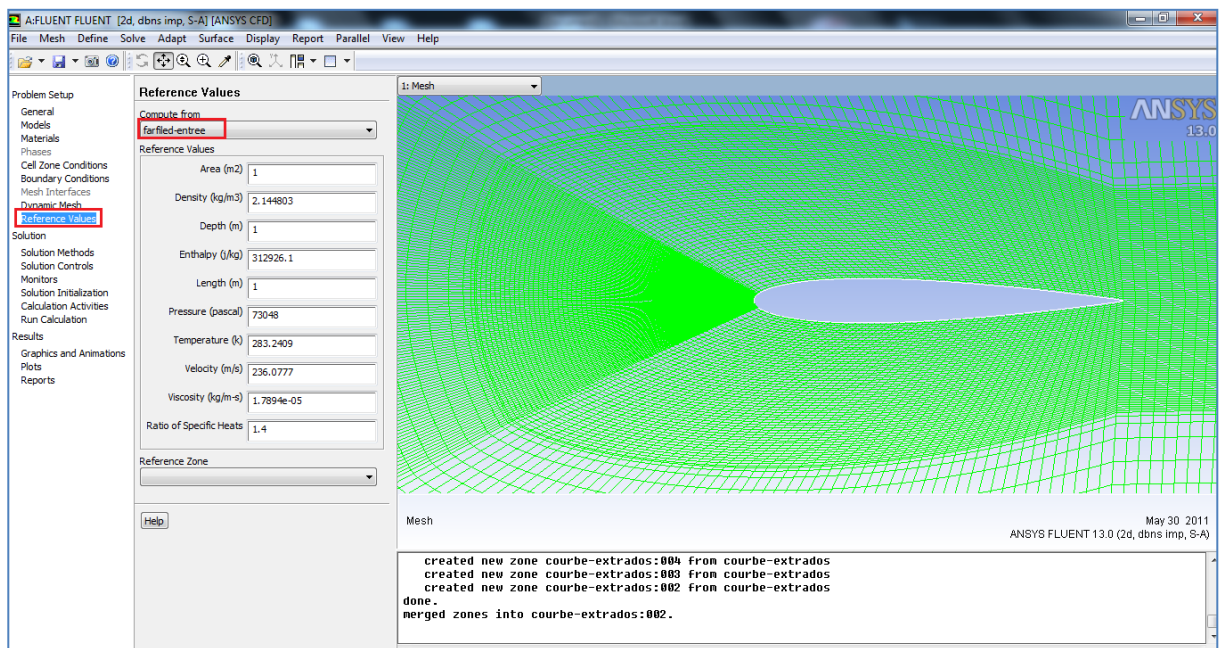 A:FLUENT FLUENT [2d, dbns imp, S-A] [ANSYS CFD]
File Mesh Define Solve Adapt Surface Display Report Parallel View Help
Problem Setup
General
Models
Materials
Phases
Cell Zone Conditions
Boundary Conditions
Mesh Interfaces
Dynamic Mesh
Reference Values
Solution
Solution Methods
Solution Controls
Monitors
Solution Initialization
Calculation Activities
Run Calculation
Results
Graphics and Animations
Plots
Reports
Reference Values
Compute from
farfiled-entree
Reference Values
Area (m2) 1
Density (kg/m3) 2.144803
Depth (m) 1
Enthalpy (j/kg) 312926.1
Length (m) 1
Pressure (pascal) 73048
Temperature (k) 283.2409
Velocity (m/s) 236.0777
Viscosity (kg/m-s) 1.7894e-05
Ratio of Specific Heats 1.4
Reference Zone
Help
1: Mesh
ANSYS
13.0
Mesh
May 30 2011
ANSYS FLUENT 13.0 (2d, dbns imp, S-A)
created new zone courbe-extrados:004 from courbe-extrados
created new zone courbe-extrados:003 from courbe-extrados
created new zone courbe-extrados:002 from courbe-extrados
done.
merged zones into courbe-extrados:002.